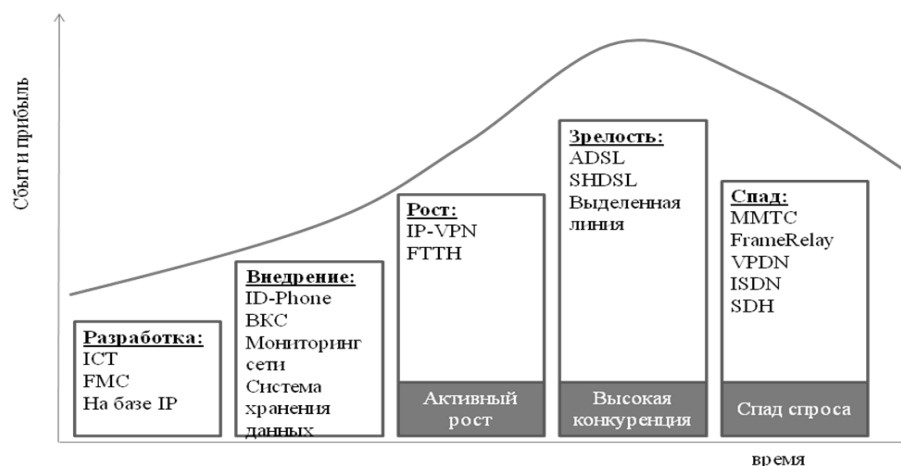 Сбыт и прибыль
Разработка:
ICT
FMC
На базе IP
Внедрение:
ID-Phone
ВКС
Мониторинг
сети
Система
хранения
данных
Рост:
IP-VPN
FTTH
Активный
рост
Зрелость:
ADSL
SHDSL
Выделенная
линия
Высокая
конкуренция
Спад:
ММТС
FrameRelay
VPDN
ISDN
SDH
Спад спроса
время